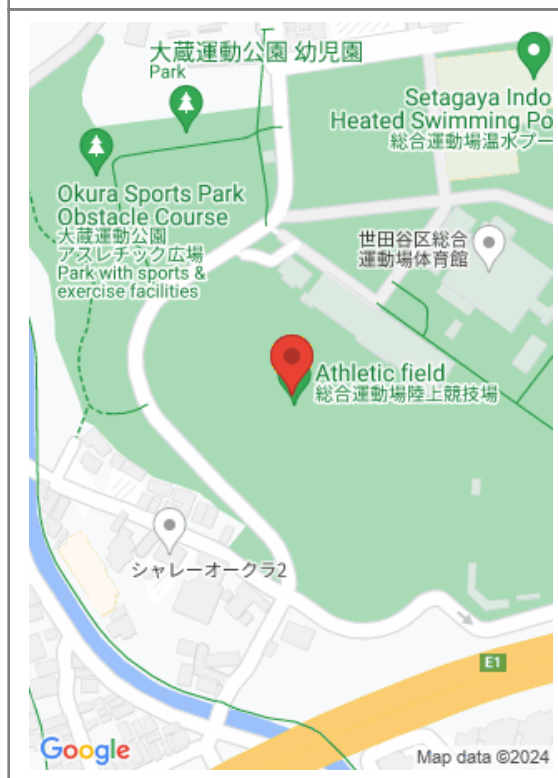 大蔵運動公園 幼児園
Park
Setagaya Indo
Heated Swimming Po
総合運動場温水プー
Okura Sports Park
Obstacle Course
大蔵運動公園
アスレチック広場
Park with sports &
exercise facilities
世田谷区総合
運動場体育館
Athletic field
総合運動場陸上競技場
シャレーオークラ2
E1
Google
Map data ©2024